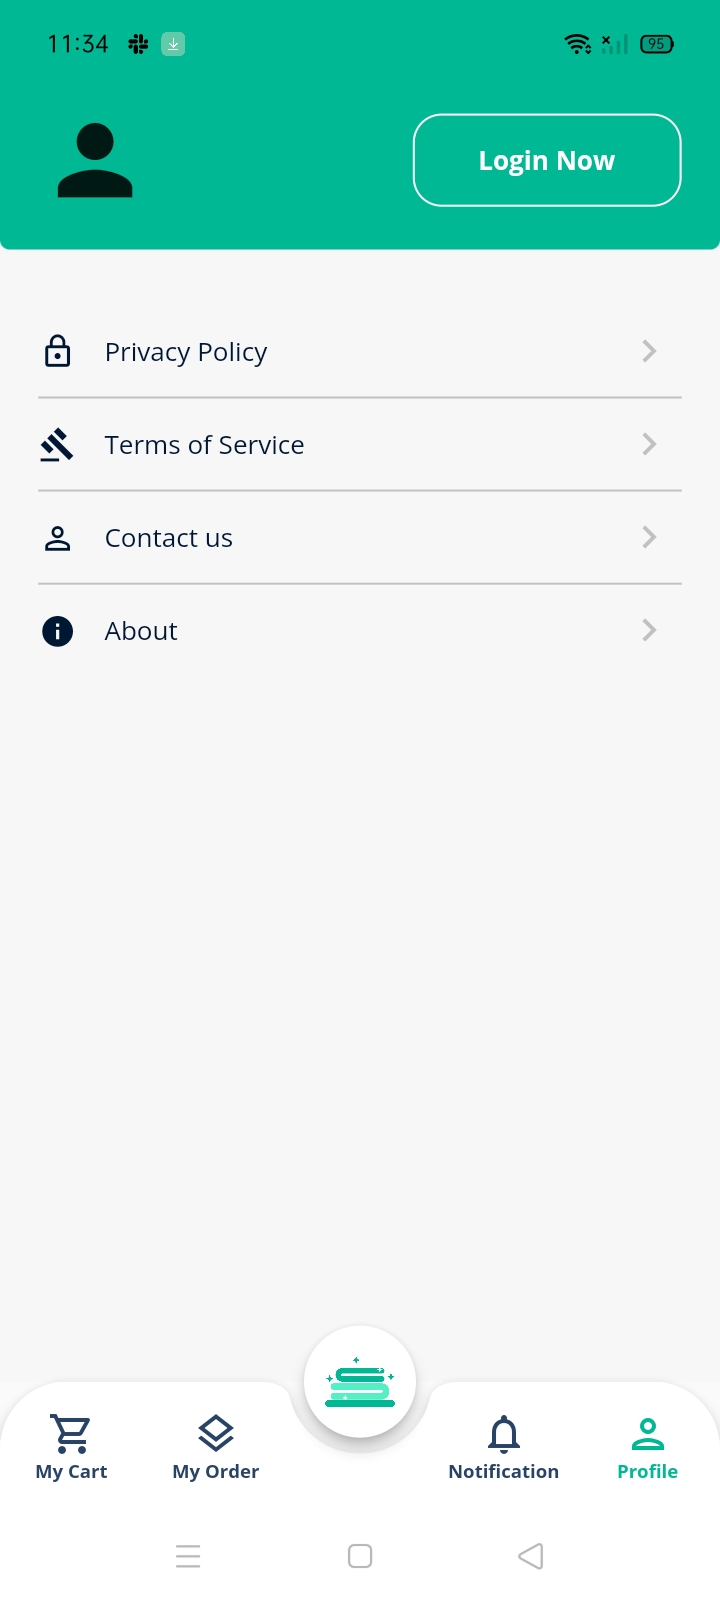 11:34
95
Login Now
Privacy Policy
Terms of Service
Contact us
About
My Cart
My Order
Notification
Profile